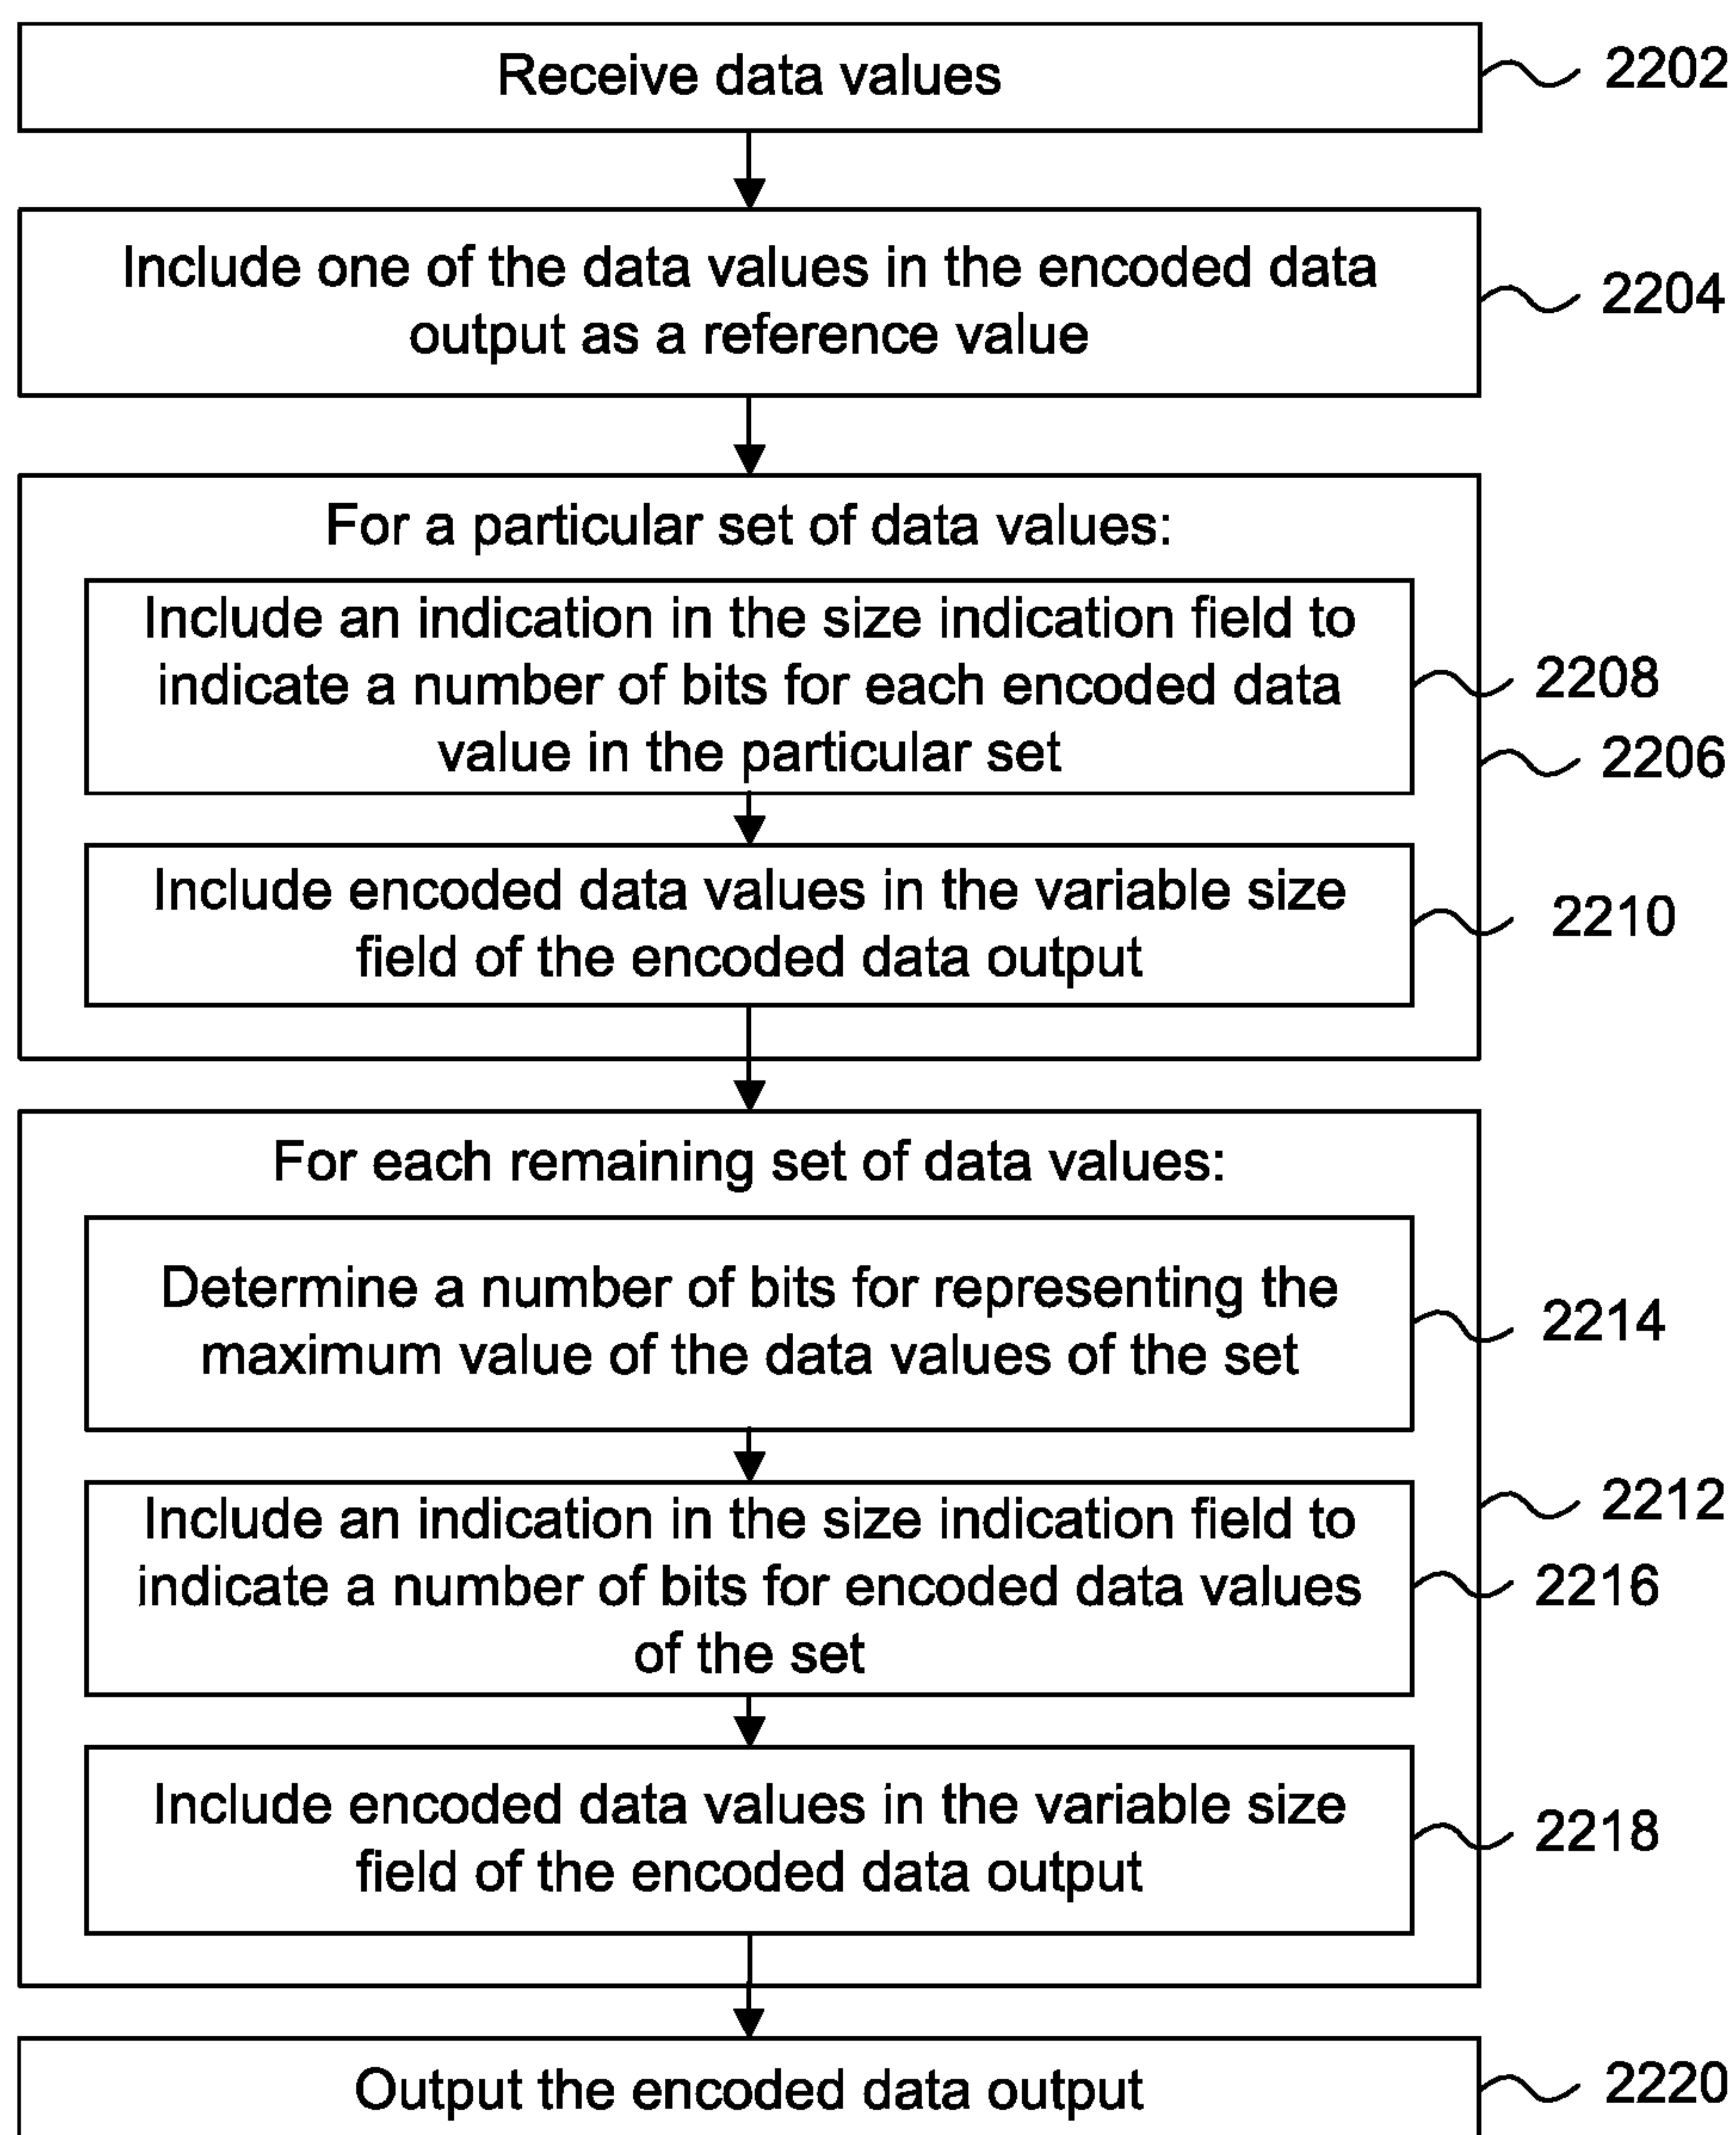 Receive data values
2202
Include one of the data values in the encoded data
output as a reference value
2204
For a particular set of data values:
Include an indication in the size indication field to
indicate a number of bits for each encoded data
value in the particular set
2208
2206
Include encoded data values in the variable size
field of the encoded data output
2210
For each remaining set of data values:
Determine a number of bits for representing the
maximum value of the data values of the set
2214
2212
Include an indication in the size indication field to
indicate a number of bits for encoded data values
of the set
2216
Include encoded data values in the variable size
field of the encoded data output
2218
Output the encoded data output
2220